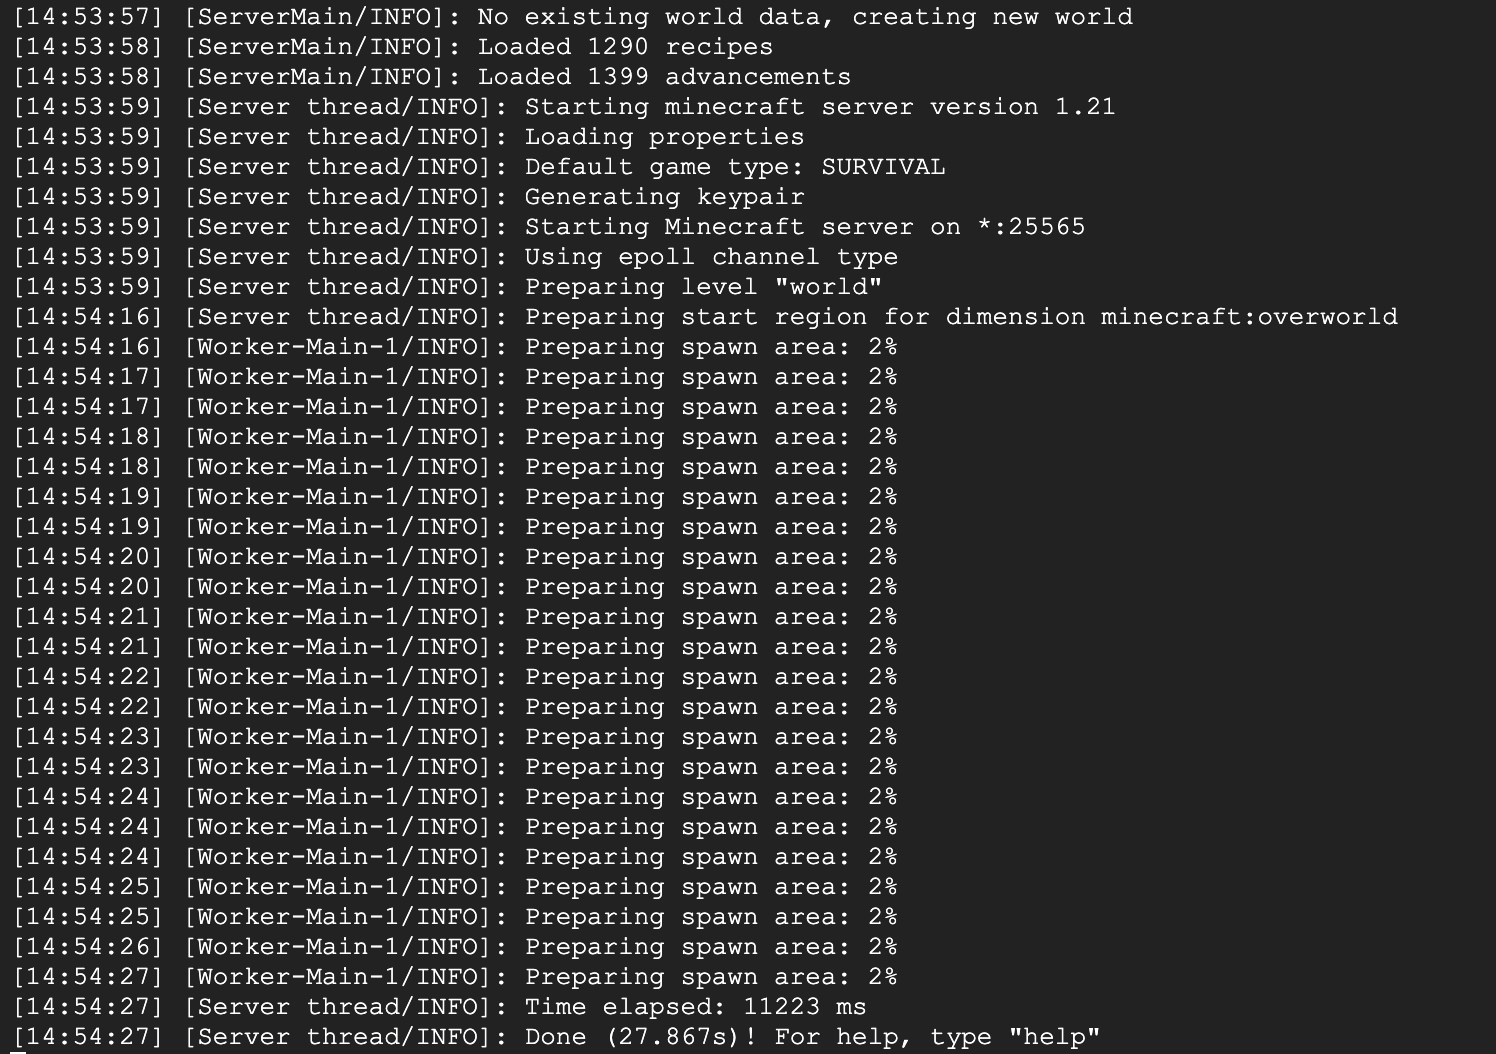 [14:53:57] [ServerMain/INFO]: No existing world data, creating new world
[14:53:58] [ServerMain/INFO]: Loaded 1290 recipes
[14:53:58] [ServerMain/INFO]: Loaded 1399 advancements
[14:53:59] [Server thread/INFO]: Starting minecraft server version 1.21
[14:53:59] [Server thread/INFO]: Loading properties
[14:53:59] [Server thread/INFO]: Default game type: SURVIVAL
[14:53:59] [Server thread/INFO]: Generating keypair
[14:53:59] [Server thread/INFO]: Starting Minecraft server on *:25565
[14:53:59] [Server thread/INFO]: Using epoll channel type
[14:53:59] [Server thread/INFO]: Preparing level "world"
[14:54:16] [Server thread/INFO]: Preparing start region for dimension minecraft:overworld
[14:54:16] [Worker-Main-1/INFO]: Preparing spawn area: 2%
[14:54:17] [Worker-Main-1/INFO]: Preparing spawn area: 2%
[14:54:17] [Worker-Main-1/INFO]: Preparing spawn area: 2%
[14:54:18] [Worker-Main-1/INFO]: Preparing spawn area: 2%
[14:54:18] [Worker-Main-1/INFO]: Preparing spawn area: 2%
[14:54:19] [Worker-Main-1/INFO]: Preparing spawn area: 2%
[14:54:19] [Worker-Main-1/INFO]: Preparing spawn area: 2%
[14:54:20] [Worker-Main-1/INFO]: Preparing spawn area: 2%
[14:54:20] [Worker-Main-1/INFO]: Preparing spawn area: 2%
[14:54:21] [Worker-Main-1/INFO]: Preparing spawn area: 2%
[14:54:21] [Worker-Main-1/INFO]: Preparing spawn area: 2%
[14:54:22] [Worker-Main-1/INFO]: Preparing spawn area: 2%
[14:54:22] [Worker-Main-1/INFO]: Preparing spawn area: 2%
[14:54:23] [Worker-Main-1/INFO]: Preparing spawn area: 2%
[14:54:23] [Worker-Main-1/INFO]: Preparing spawn area: 2%
[14:54:24] [Worker-Main-1/INFO]: Preparing spawn area: 2%
[14:54:24] [Worker-Main-1/INFO]: Preparing spawn area: 2%
[14:54:24] [Worker-Main-1/INFO]: Preparing spawn area: 2%
[14:54:25] [Worker-Main-1/INFO]: Preparing spawn area: 2%
[14:54:25] [Worker-Main-1/INFO]: Preparing spawn area: 2%
[14:54:26] [Worker-Main-1/INFO]: Preparing spawn area: 2%
[14:54:27] [Worker-Main-1/INFO]: Preparing spawn area: 2%
[14:54:27] [Server thread/INFO]: Time elapsed: 11223 ms
[14:54:27] [Server thread/INFO]: Done (27.867s)! For help, type "help"